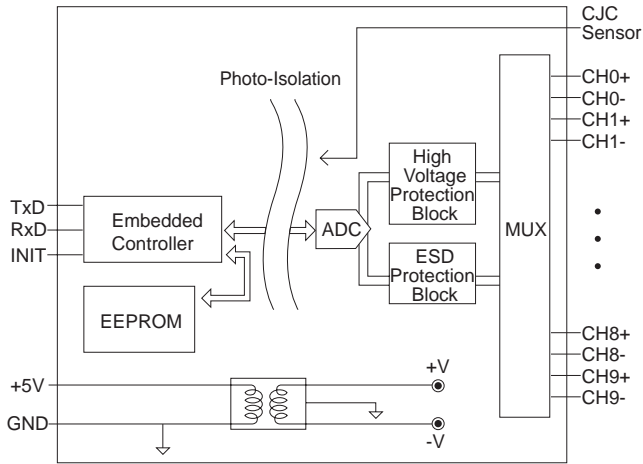 CJC
Sensor
Photo-Isolation
CH0+
CH0-
CH1+
CH1-
High
Voltage
Protection
Block
TxD
RxD
INIT
Embedded
Controller
ADC
MUX
ESD
Protection
Block
EEPROM
CH8+
CH8-
CH9+
CH9-
+5V
+V
GND
-V